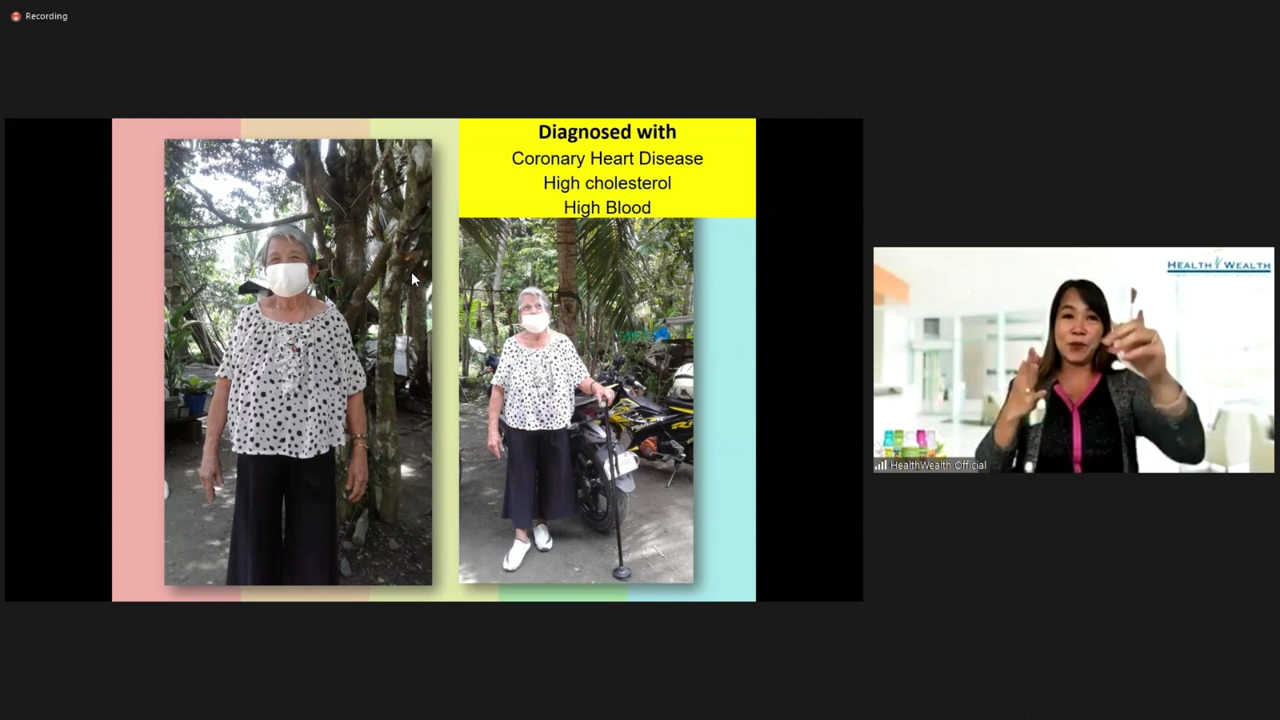 Recording
Diagnosed with
Coronary Heart Disease
High cholesterol
High Blood
HEALTH WEALTH
HealthWealth Official